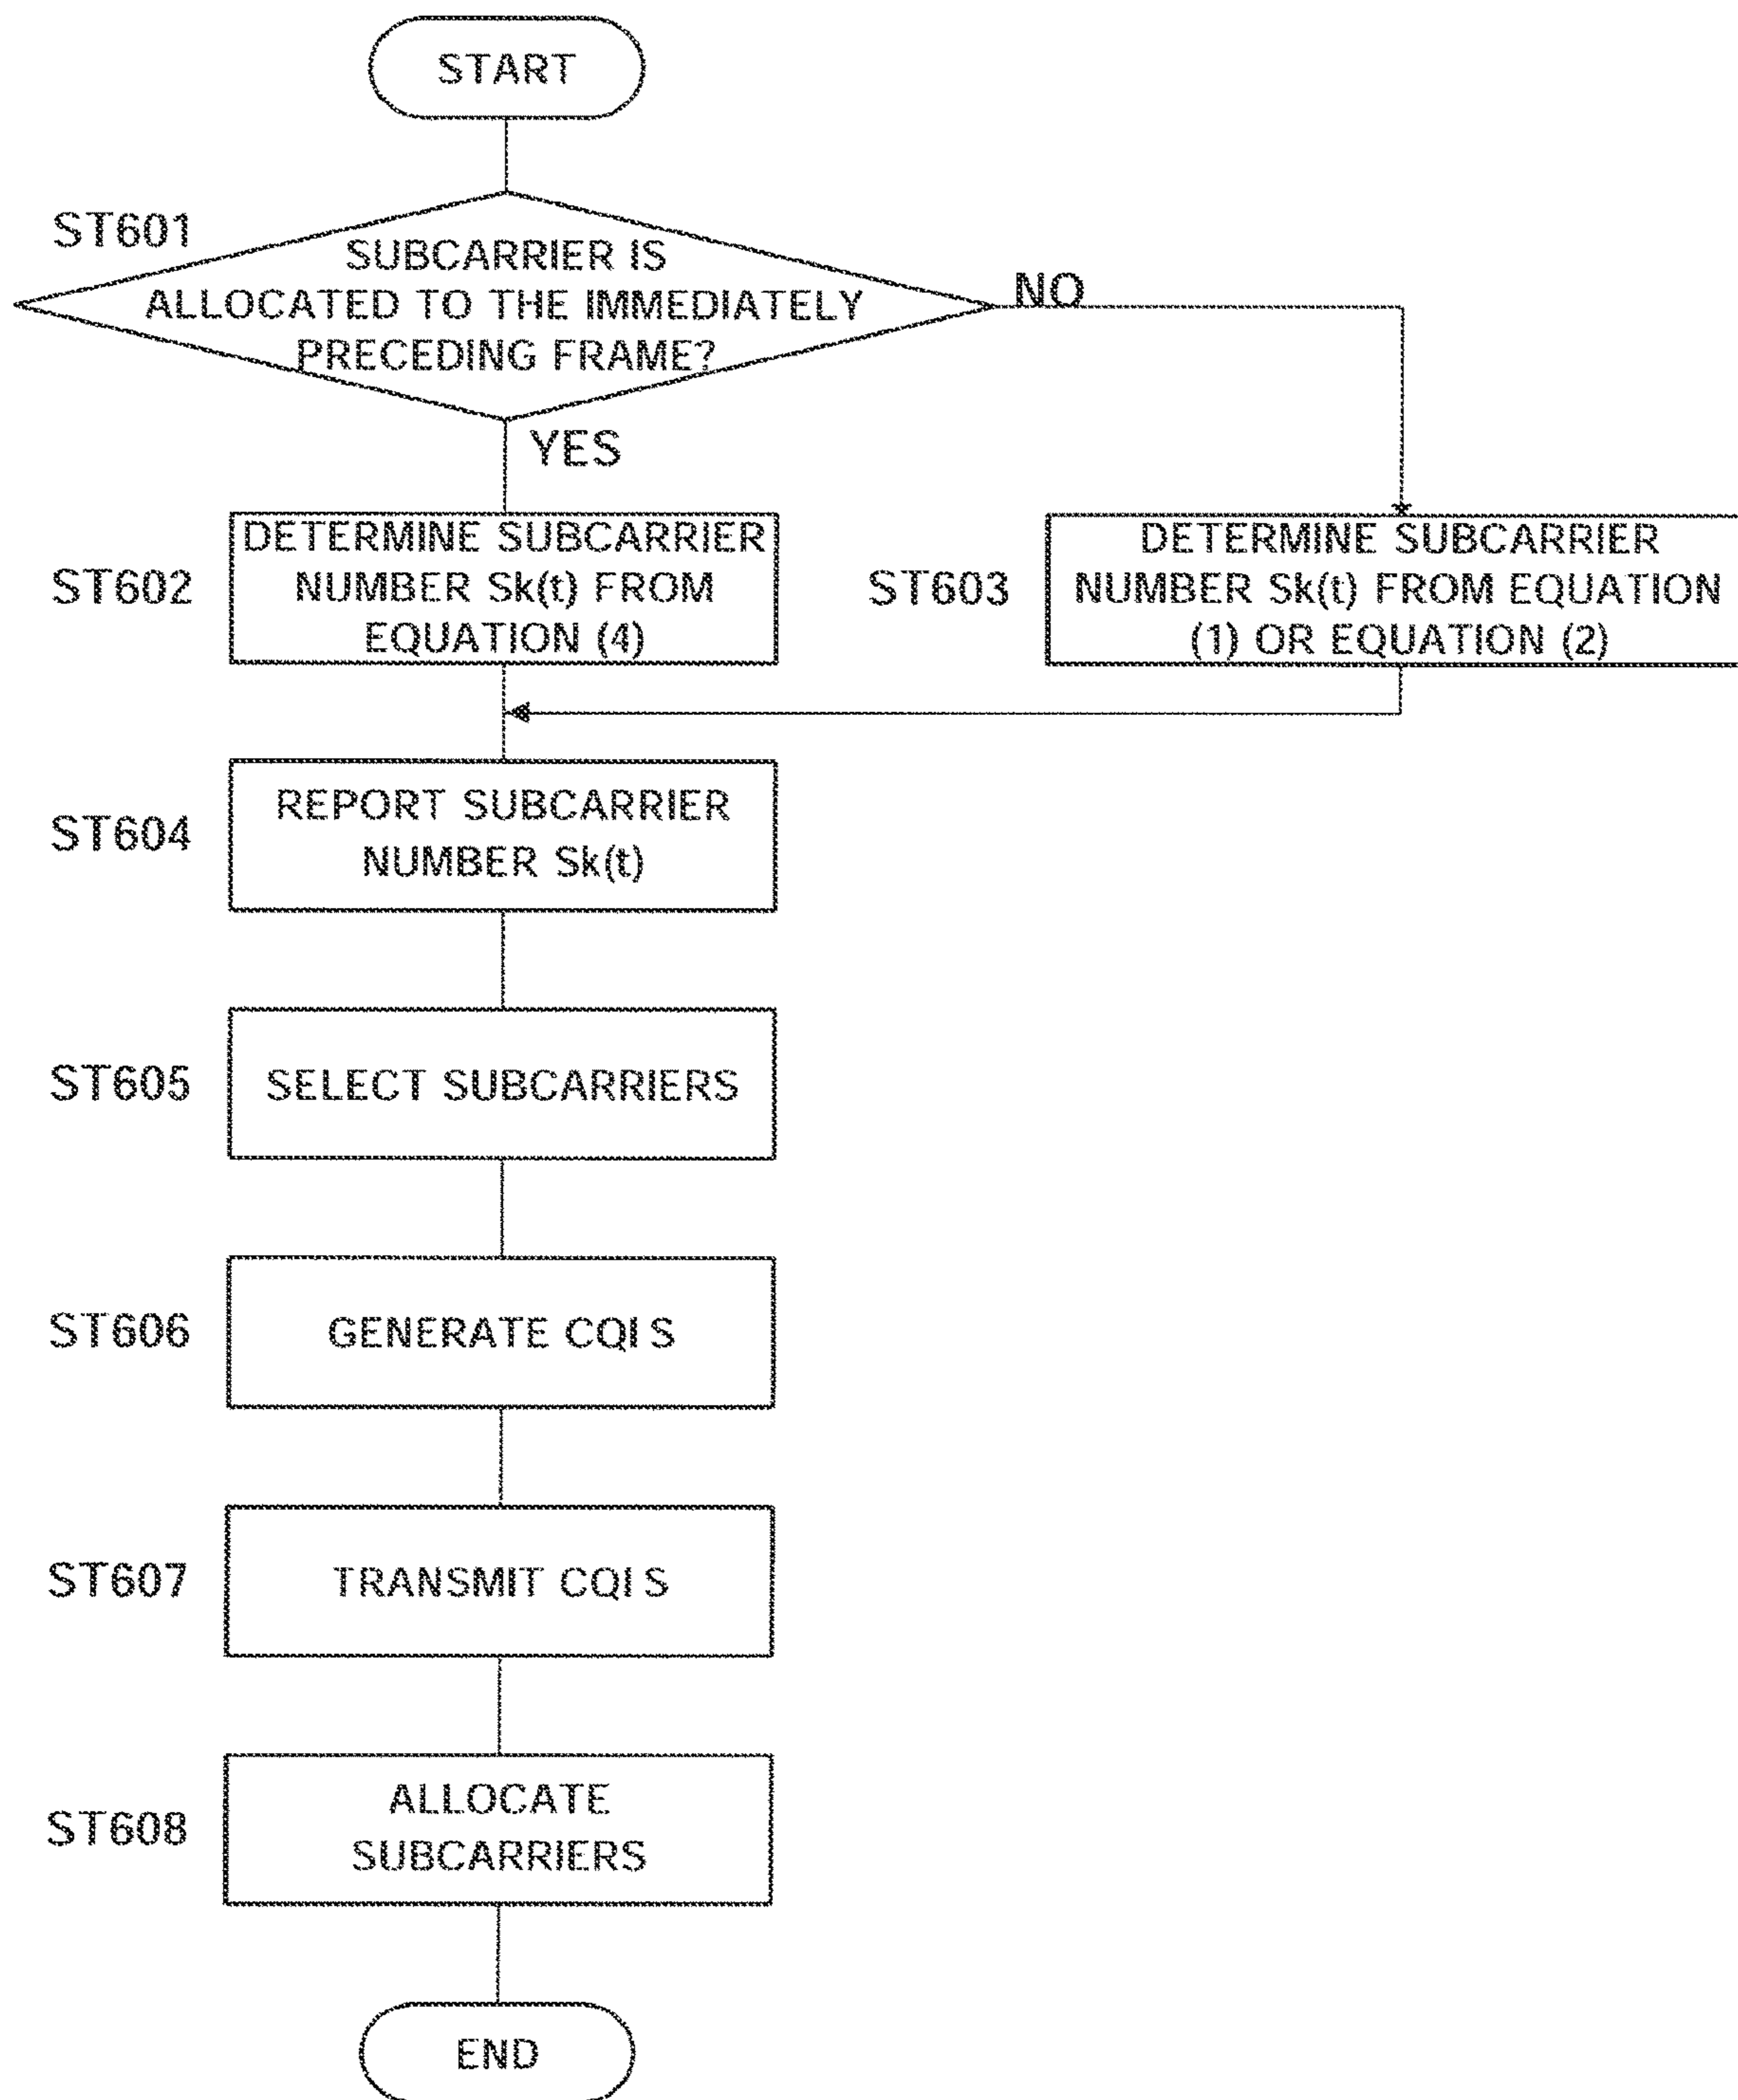 START
ST601
SUBCARRIER IS
ALLOCATED TO THE IMMEDIATELY
PRECEDING FRAME?
NO
YES
ST602
DETERMINE SUBCARRIER
NUMBER Sk(t) FROM
EQUATION (4)
ST603
DETERMINE SUBCARRIER
NUMBER Sk(t) FROM EQUATION
(1) OR EQUATION (2)
ST604
REPORT SUBCARRIER
NUMBER Sk(t)
ST605
SELECT SUBCARRIERS
ST606
GENERATE CQI S
ST607
TRANSMIT CQI S
ST608
ALLOCATE
SUBCARRIERS
END